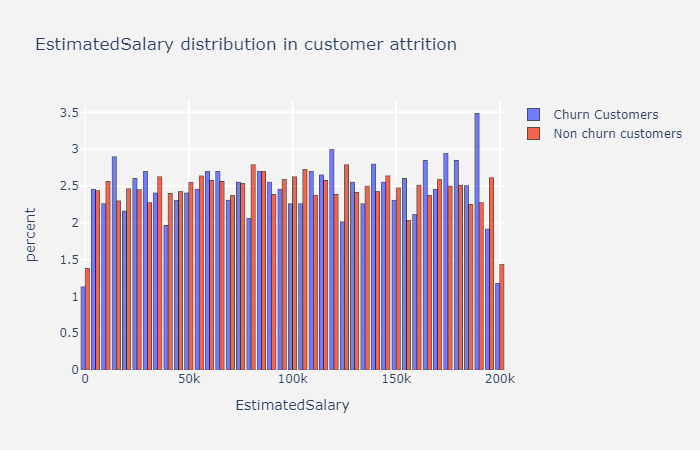 EstimatedSalary distribution in customer attrition
Churn Customers
Non churn customers
3.5
3
2.5
2
1.5
1
0.5
0
percent
0 50k 100k 150k 200k
EstimatedSalary